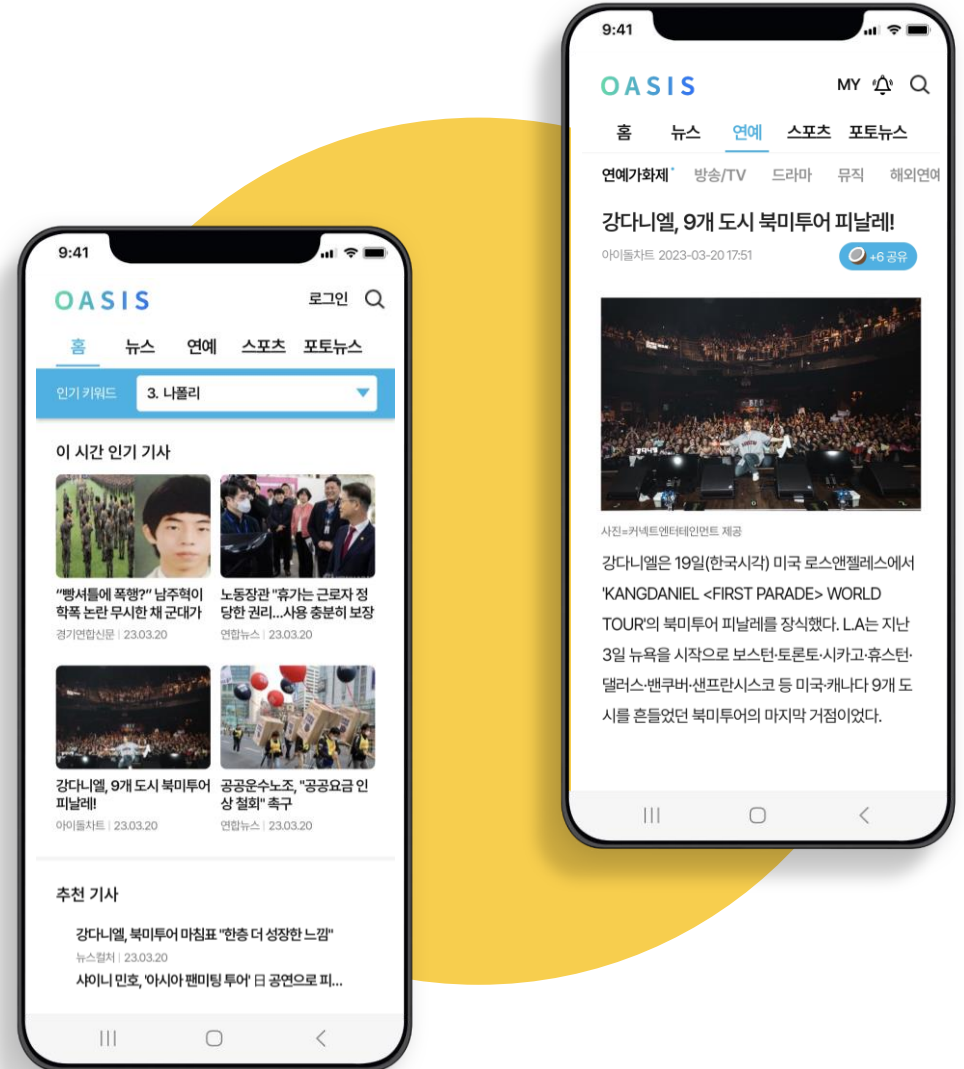 9:41
OASIS
로그인
홈 뉴스 연예 스포츠 포토뉴스
인기 키워드 3. 나폴리
이 시간 인기 기사
“빵셔틀에 폭행?” 남주혁이
학폭 논란 무시한 채 군대가
경기연합신문 | 23.03.20
노동장관 "휴가는 근로자 정
당한 권리...사용 충분히 보장
연합뉴스 | 23.03.20
강다니엘, 9개 도시 북미투어
피날레!
아이돌차트 | 23.03.20
공공운수노조, "공공요금 인
상 철회" 촉구
연합뉴스 | 23.03.20
추천 기사
강다니엘, 북미투어 마침표 "한층 더 성장한 느낌"
뉴스컬처 | 23.03.20
샤이니 민호, '아시아 팬미팅 투어' 日 공연으로 피...
9:41
OASIS MY
홈 뉴스 연예 스포츠 포토뉴스
연예가화제 방송/TV 드라마 뮤직 해외연예
강다니엘, 9개 도시 북미투어 피날레!
아이돌차트 2023-03-20 17:51
+6 공유
사진=커넥트엔터테인먼트 제공
강다니엘은 19일(한국시각) 미국 로스앤젤레스에서
'KANGDANIEL <FIRST PARADE> WORLD
TOUR'의 북미투어 피날레를 장식했다. L.A는 지난
3일 뉴욕을 시작으로 보스턴·토론토·시카고·휴스턴·
댈러스·밴쿠버·샌프란시스코 등 미국·캐나다 9개 도
시를 흔들었던 북미투어의 마지막 거점이었다.